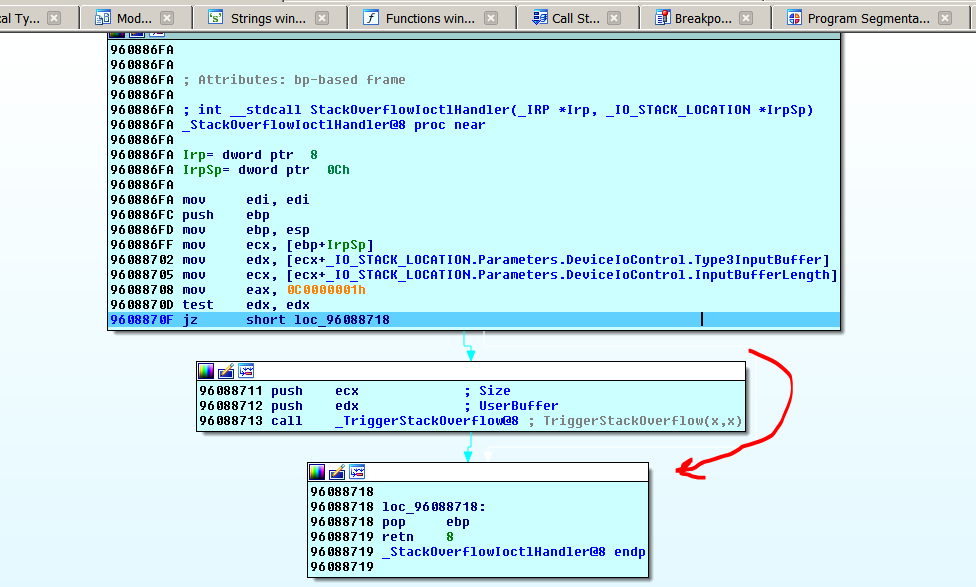 cal Ty...
Mod...
Strings win...
Functions win...
Call St...
Breakpo...
Program Segmenta...
960886FA
960886FA
960886FA ; Attributes: bp-based frame
960886FA
960886FA ; int __stdcall StackOverflowIoctlHandler(_IRP *Irp, _IO_STACK_LOCATION *IrpSp)
960886FA _StackOverflowIoctlHandler@8 proc near
960886FA
960886FA Irp= dword ptr  8
960886FA IrpSp= dword ptr  0Ch
960886FA
960886FA mov     edi, edi
960886FC push    ebp
960886FD mov     ebp, esp
960886FF mov     ecx, [ebp+IrpSp]
96088702 mov     edx, [ecx+_IO_STACK_LOCATION.Parameters.DeviceIoControl.Type3InputBuffer]
96088705 mov     ecx, [ecx+_IO_STACK_LOCATION.Parameters.DeviceIoControl.InputBufferLength]
96088708 mov     eax, 0C0000001h
9608870D test    edx, edx
9608870F jz      short loc_96088718
96088711 push    ecx             ; Size
96088712 push    edx             ; UserBuffer
96088713 call    _TriggerStackOverflow@8 ; TriggerStackOverflow(x,x)
96088718
96088718 loc_96088718:
96088718 pop     ebp
96088719 retn    8
96088719 _StackOverflowIoctlHandler@8 endp
96088719